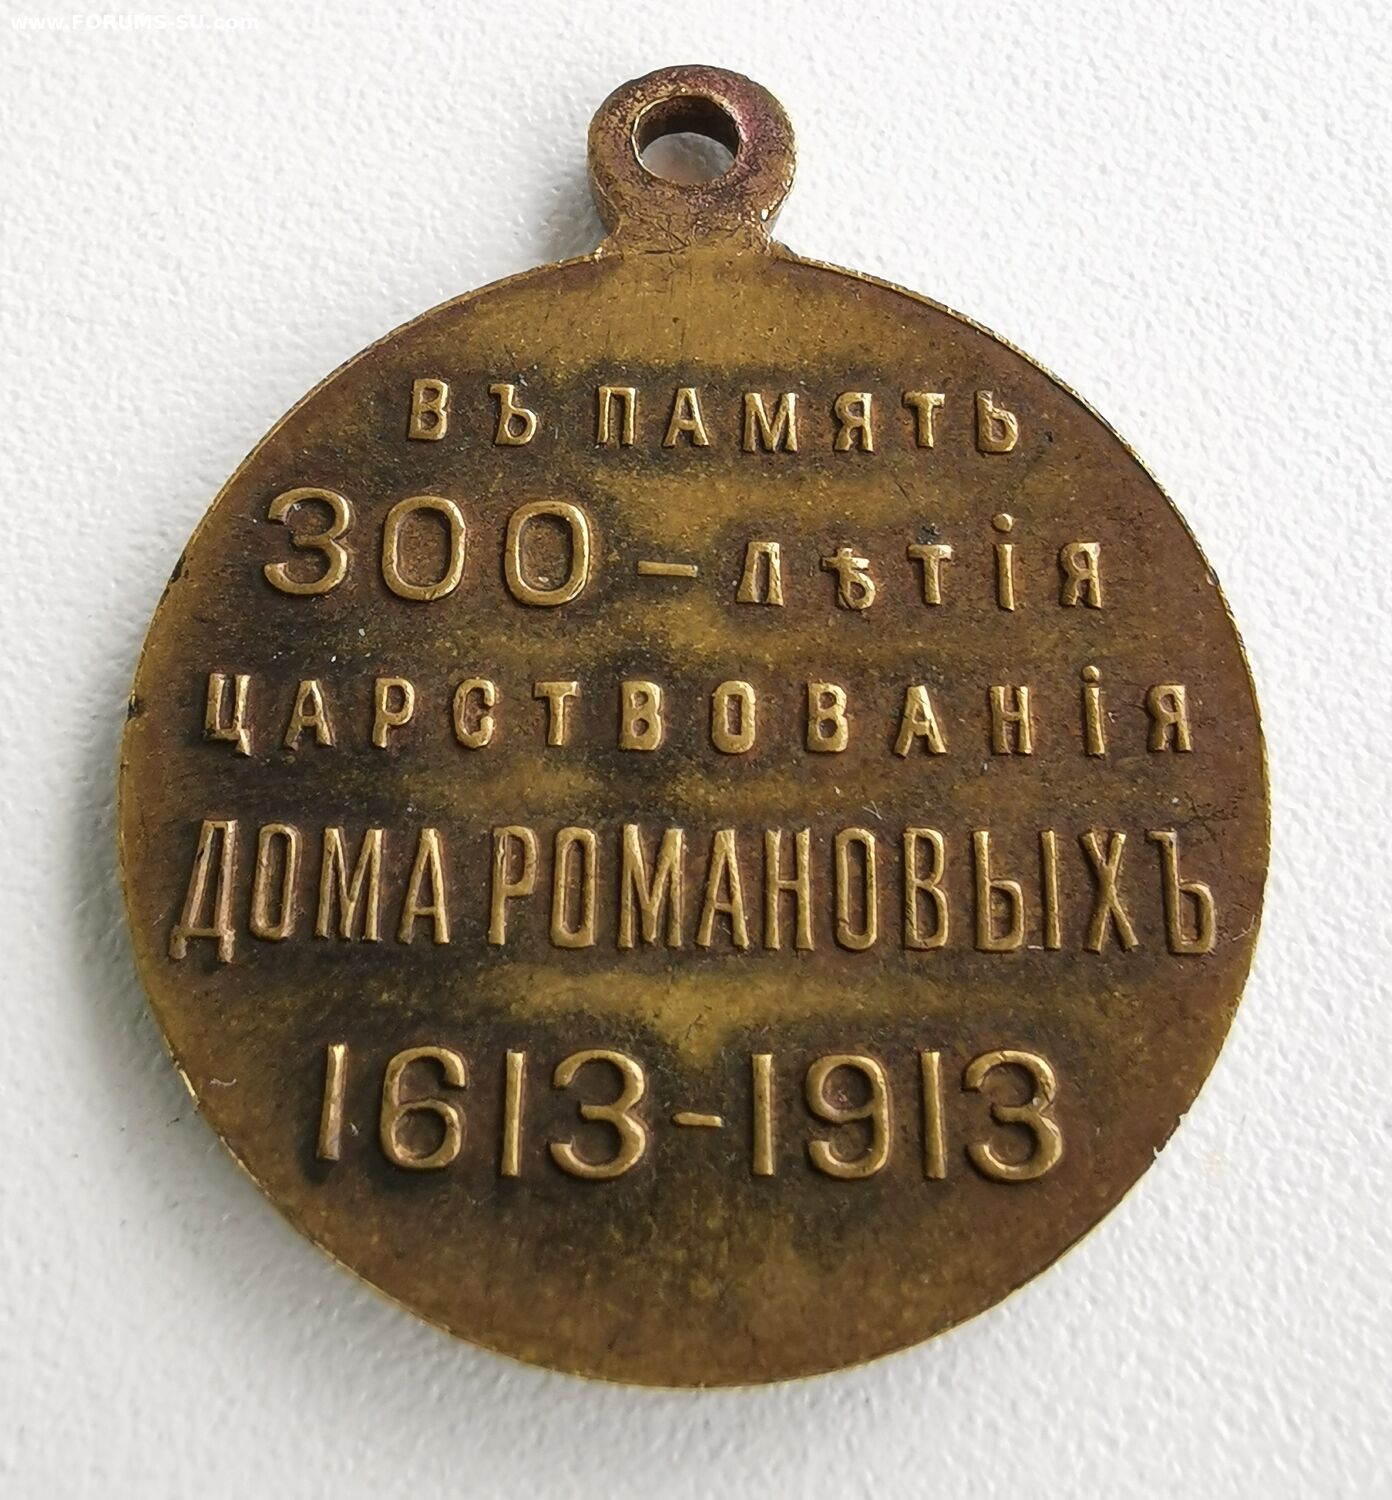 www.FORUMS-SU.com
ВЪ ПАМЯТЬ
300-ЛѢТІЯ
ЦАРСТВОВАНІЯ
ДОМА РОМАНОВЫХЪ
1613-1913